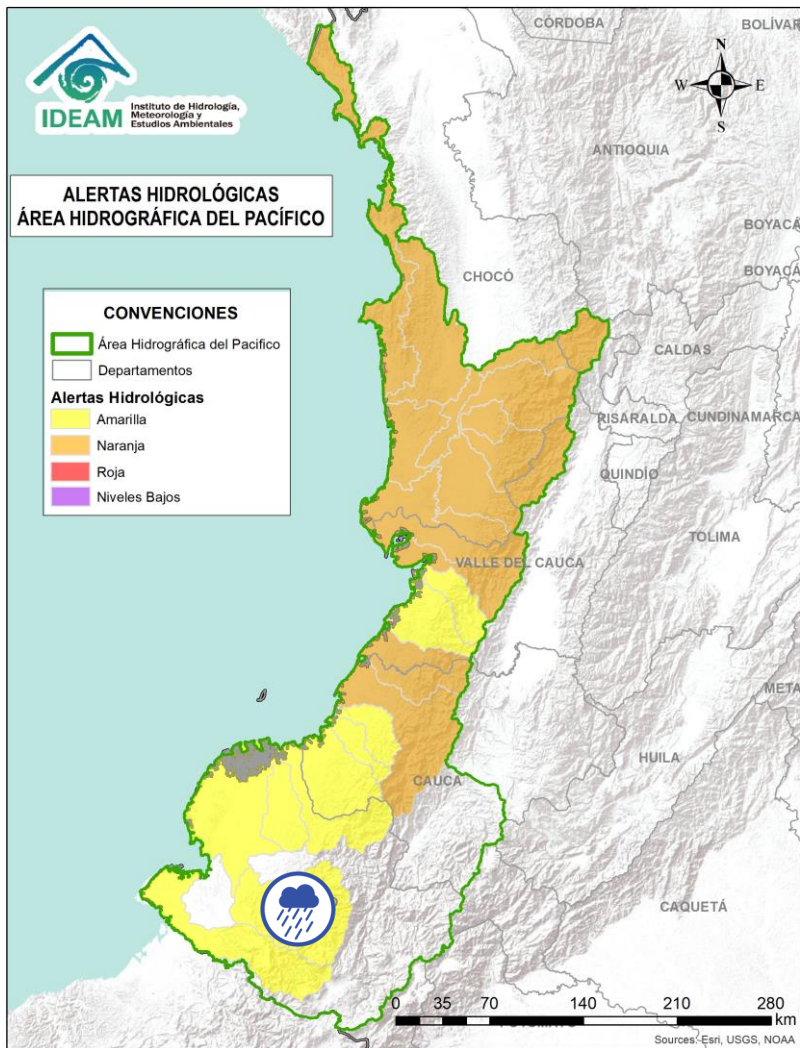 IDEAM
Instituto de Hidrología,
Meteorología y
Estudios Ambientales
ALERTAS HIDROLÓGICAS
ÁREA HIDROGRÁFICA DEL PACÍFICO
CONVENCIONES
Área Hidrográfica del Pacifico
Departamentos
Alertas Hidrológicas
Amarilla
Naranja
Roja
Niveles Bajos
CÓRDOBA
BOLÍVAR
N
W
E
S
ANTIOQUIA
BOYACÁ
BOYACÁ
CHOCÓ
CALDAS
RISARALDA
CUNDINAMARCA
QUINDÍO
TOLIMA
VALLE DEL CAUCA
META
HUILA
CAUCA
CAQUETÁ
0 35 70 140 210 280
km
Sources: Esri, USGS, NOAA